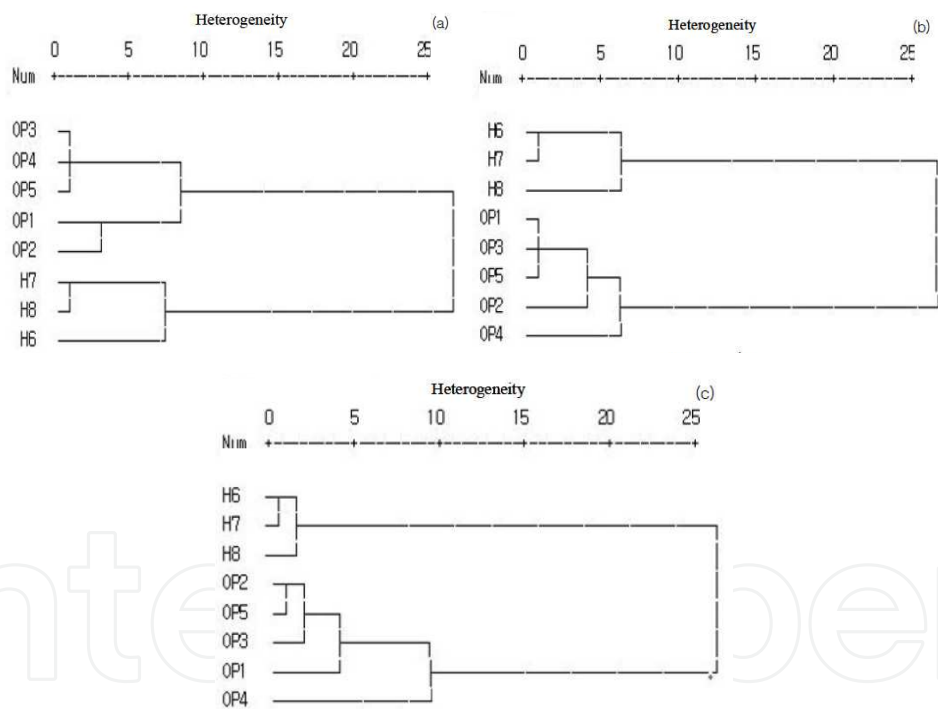 Heterogeneity (a)
0 5 10 15 20 25
Num
OP3
OP4
OP5
OP1
OP2
H7
H8
H6
Heterogeneity (b)
0 5 10 15 20 25
Num
H6
H7
H8
OP1
OP3
OP5
OP2
OP4
Heterogeneity (c)
0 5 10 15 20 25
Num
H6
H7
H8
OP2
OP5
OP3
OP1
OP4